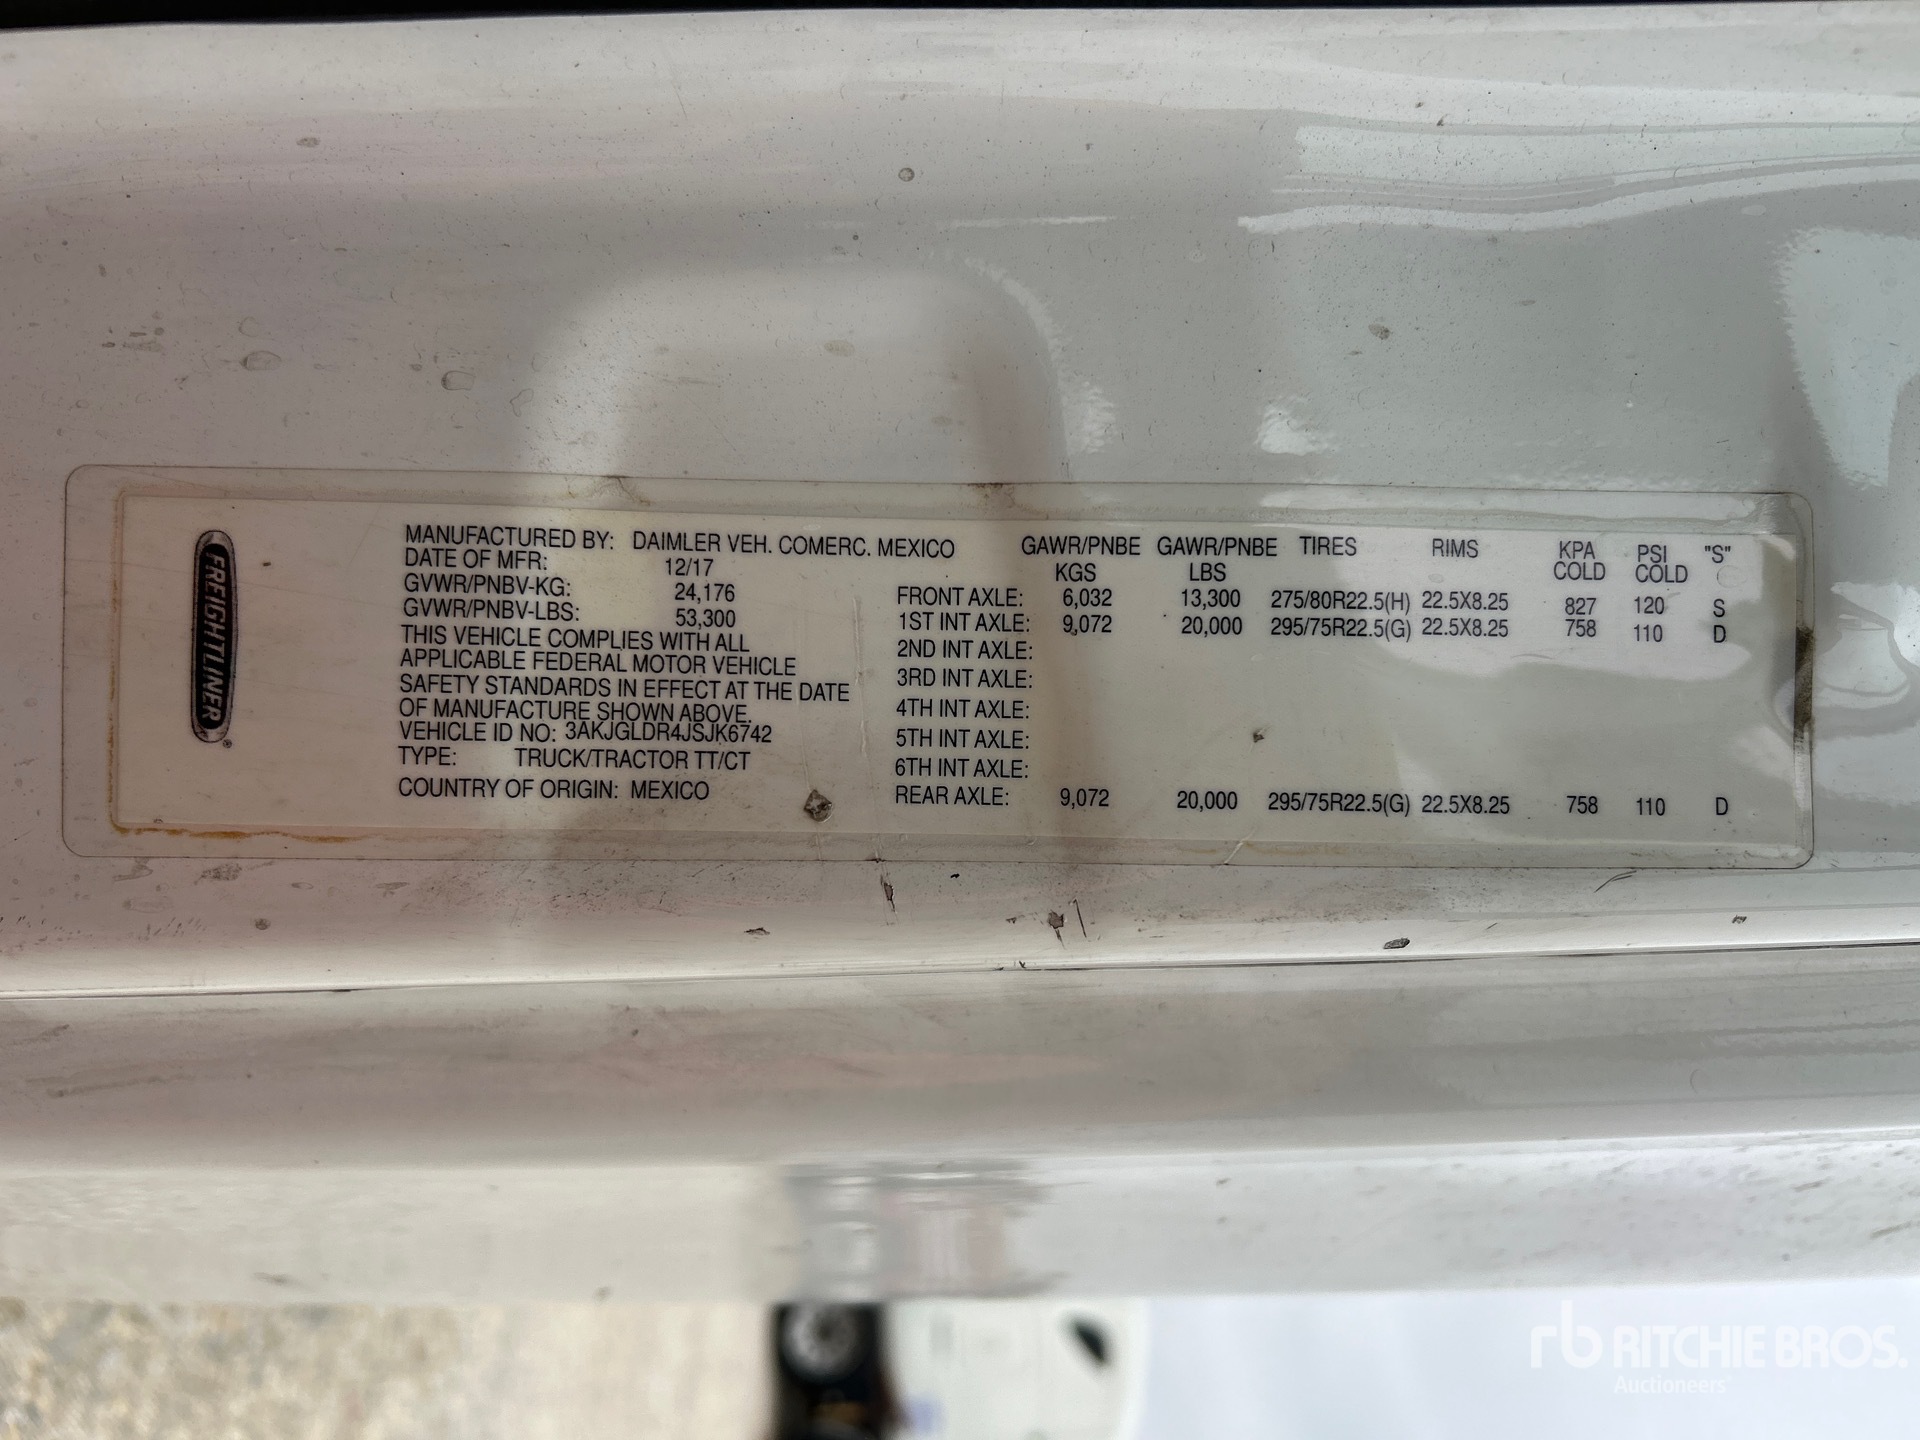 FREIGHTLINER
MANUFACTURED BY: DAIMLER VEH. COMERC. MEXICO
DATE OF MFR: 12/17
GVWR/PNBV-KG: 24,176
GVWR/PNBV-LBS: 53,300
THIS VEHICLE COMPLIES WITH ALL
APPLICABLE FEDERAL MOTOR VEHICLE
SAFETY STANDARDS IN EFFECT AT THE DATE
OF MANUFACTURE SHOWN ABOVE.
VEHICLE ID NO: 3AKJGLDR4JSJK6742
TYPE: TRUCK/TRACTOR TT/CT
COUNTRY OF ORIGIN: MEXICO
GAWR/PNBE GAWR/PNBE TIRES RIMS KPA PSI "S"
KGS LBS COLD COLD
FRONT AXLE: 6,032 13,300 275/80R22.5(H) 22.5X8.25 827 120 S
1ST INT AXLE: 9,072 20,000 295/75R22.5(G) 22.5X8.25 758 110 D
2ND INT AXLE:
3RD INT AXLE:
4TH INT AXLE:
5TH INT AXLE:
6TH INT AXLE:
REAR AXLE: 9,072 20,000 295/75R22.5(G) 22.5X8.25 758 110 D
rb RITCHIE BROS.
Auctioneers